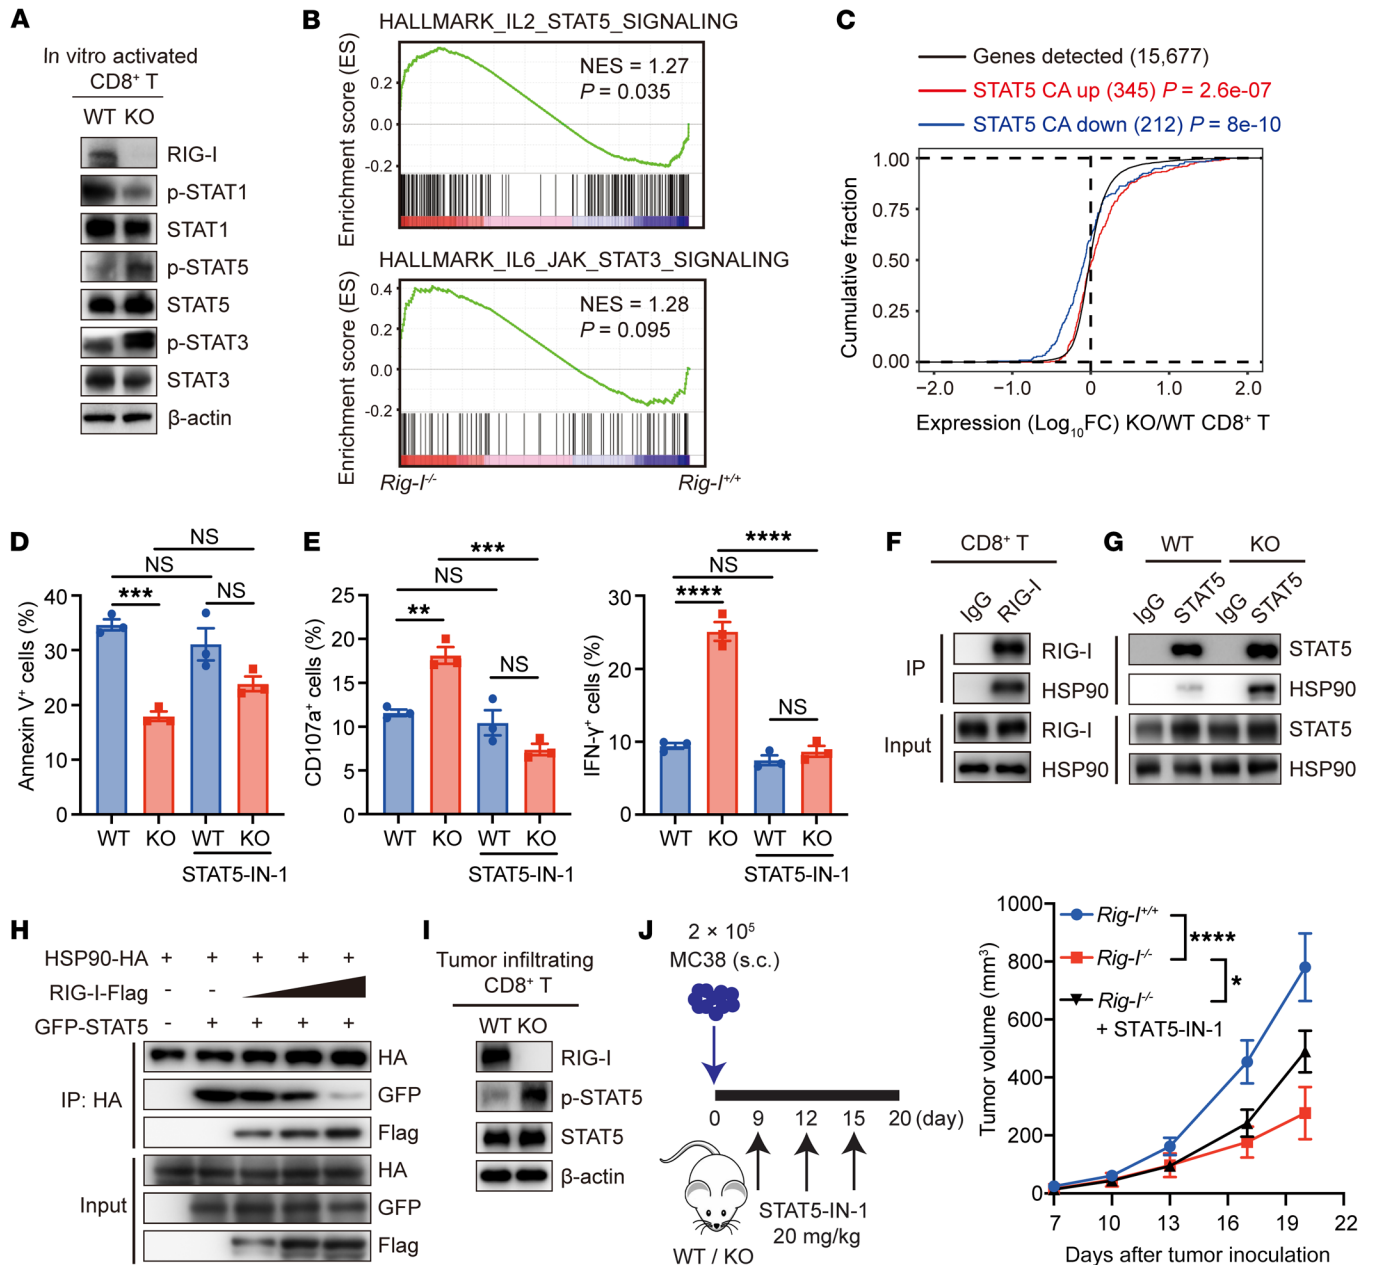 A
In vitro activated
CD8⁺ T
WT KO
RIG-I
p-STAT1
STAT1
p-STAT5
STAT5
p-STAT3
STAT3
β-actin
B
HALLMARK_IL2_STAT5_SIGNALING
Enrichment score (ES)
0.2
0.0
-0.2
NES = 1.27
P = 0.035
HALLMARK_IL6_JAK_STAT3_SIGNALING
Enrichment score (ES)
0.4
0.2
0.0
-0.2
NES = 1.28
P = 0.095
Rig-I⁻/⁻ Rig-I⁺/⁺
C
Genes detected (15,677)
STAT5 CA up (345) P = 2.6e-07
STAT5 CA down (212) P = 8e-10
Cumulative fraction
1.00
0.75
0.50
0.25
0.00
−2.0 −1.0 0 1.0 2.0
Expression (Log₁₀FC) KO/WT CD8⁺ T
D
NS
NS
*** NS
Annexin V⁺ cells (%)
40
30
20
10
0
WT KO WT KO
STAT5-IN-1
E
***
NS
**
NS
CD107a⁺ cells (%)
25
20
15
10
5
0
WT KO WT KO
STAT5-IN-1
****
NS
****
NS
IFN-γ⁺ cells (%)
30
20
10
0
WT KO WT KO
STAT5-IN-1
F
CD8⁺ T
IgG RIG-I
IP
RIG-I
HSP90
Input
RIG-I
HSP90
G
WT KO
IgG STAT5 IgG STAT5
STAT5
HSP90
STAT5
HSP90
H
HSP90-HA + + + + +
RIG-I-Flag - -
GFP-STAT5 - + + + +
IP: HA
HA
GFP
Flag
Input
HA
GFP
Flag
I
Tumor infiltrating
CD8⁺ T
WT KO
RIG-I
p-STAT5
STAT5
β-actin
J
2 × 10⁵
MC38 (s.c.)
0 9 12 15 20 (day)
STAT5-IN-1
20 mg/kg
WT / KO
Tumor volume (mm³)
1000
800
600
400
200
0
Rig-I⁺/⁺
Rig-I⁻/⁻
Rig-I⁻/⁻
+ STAT5-IN-1
****
*
7 10 13 16 19 22
Days after tumor inoculation